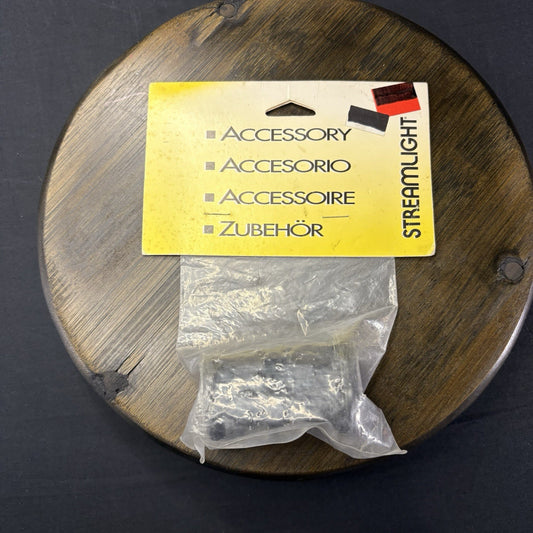 ACCESSORY
ACCESORIO
ACCESSOIRE
ZUBEHÖR
STREAMLIGHT